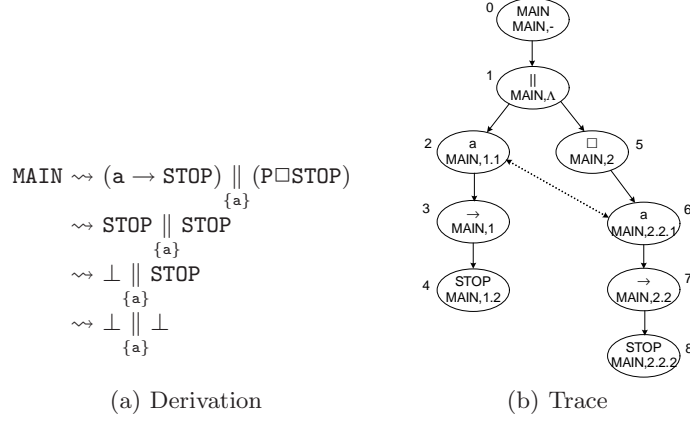 MAIN ⇝ (a → STOP) ∥ (P□STOP)
{a}
⇝ STOP ∥ STOP
{a}
⇝ ⊥ ∥ STOP
{a}
⇝ ⊥ ∥ ⊥
{a}
(a) Derivation
0
MAIN
MAIN,-
1
||
MAIN,Λ
2
a
MAIN,1.1
□
MAIN,2
5
3
→
MAIN,1
a
MAIN,2.2.1
6
4
STOP
MAIN,1.2
→
MAIN,2.2
7
STOP
MAIN,2.2.2
8
(b) Trace